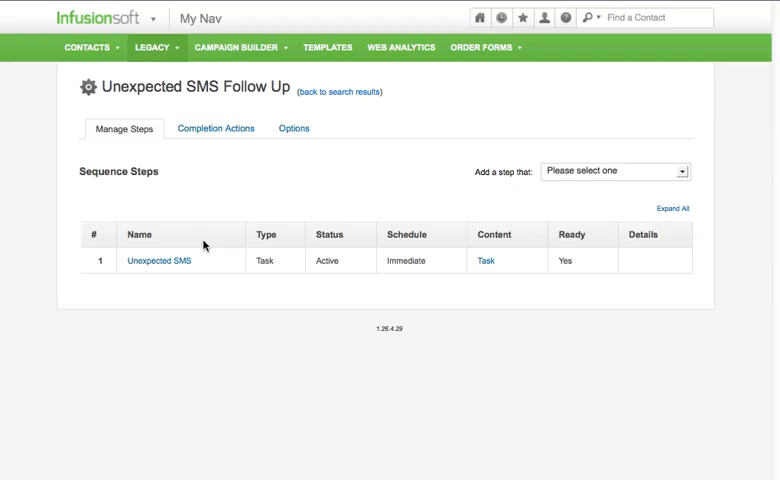 Infusionsoft My Nav Find a Contact
CONTACTS LEGACY CAMPAIGN BUILDER TEMPLATES WEB ANALYTICS ORDER FORMS
Unexpected SMS Follow Up (back to search results)
Manage Steps Completion Actions Options
Sequence Steps Add a step that: Please select one
Expand All
# Name Type Status Schedule Content Ready Details
1 Unexpected SMS Task Active Immediate Task Yes
1.26.4.29